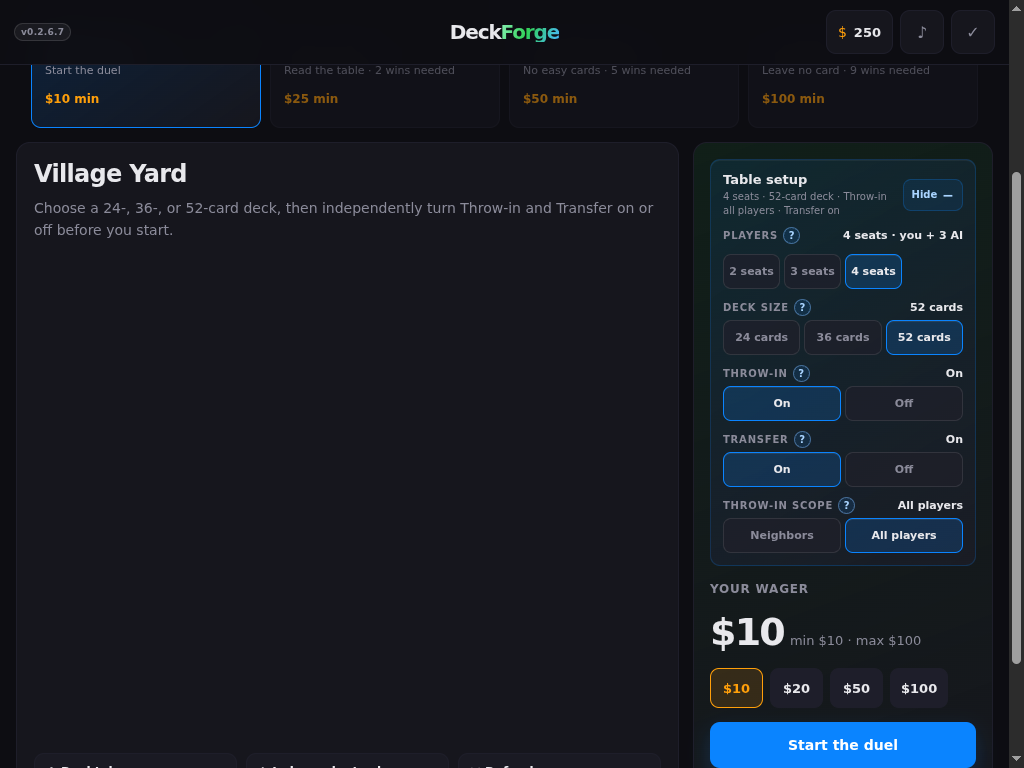 v0.2.6.7
DeckForge
$ 250
Start the duel
Read the table · 2 wins needed
No easy cards · 5 wins needed
Leave no card · 9 wins needed
$10 min
$25 min
$50 min
$100 min
Village Yard
Choose a 24-, 36-, or 52-card deck, then independently turn Throw-in and Transfer on or
off before you start.
Table setup
4 seats · 52-card deck · Throw-in
all players · Transfer on
Hide —
PLAYERS ?
4 seats · you + 3 AI
2 seats
3 seats
4 seats
DECK SIZE ?
52 cards
24 cards
36 cards
52 cards
THROW-IN ?
On
On
Off
TRANSFER ?
On
On
Off
THROW-IN SCOPE ?
All players
Neighbors
All players
YOUR WAGER
$10 min $10 · max $100
$10
$20
$50
$100
Start the duel